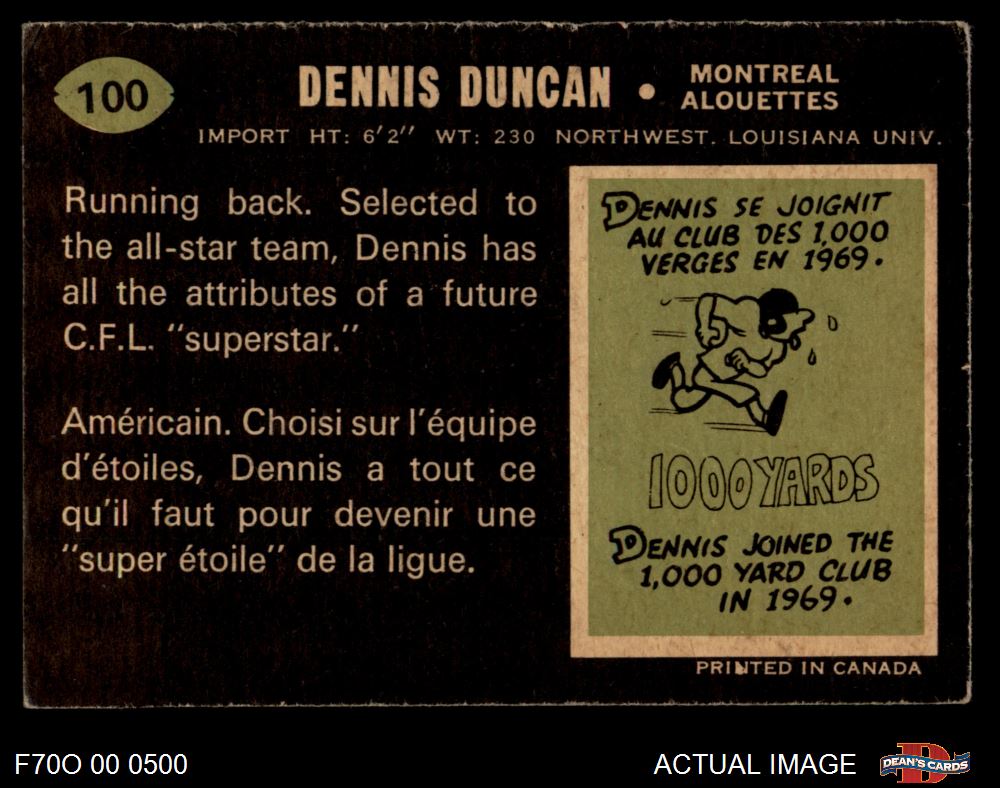 100
DENNIS DUNCAN • MONTREAL ALOUETTES
IMPORT HT: 6'2" WT: 230 NORTHWEST. LOUISIANA UNIV.
Running back. Selected to
the all-star team, Dennis has
all the attributes of a future
C.F.L. "superstar."
Américain. Choisi sur l'équipe
d'étoiles, Dennis a tout ce
qu'il faut pour devenir une
"super étoile" de la ligue.
DENNIS SE JOIGNIT
AU CLUB DES 1,000
VERGES EN 1969.
1000 YARDS
DENNIS JOINED THE
1,000 YARD CLUB
IN 1969.
PRINTED IN CANADA
F70O 00 0500
ACTUAL IMAGE
D
DEAN'S CARDS